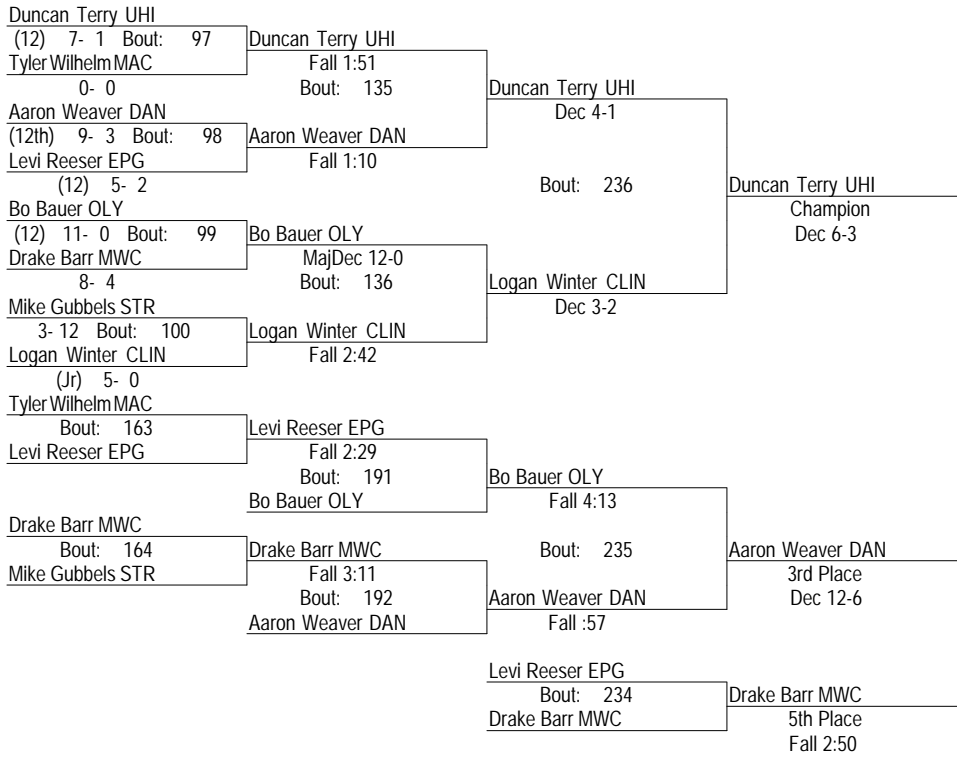 Duncan Terry UHI
(12) 7- 1 Bout: 97
Duncan Terry UHI
Tyler Wilhelm MAC
Fall 1:51
0- 0
Bout: 135
Duncan Terry UHI
Aaron Weaver DAN
Dec 4-1
(12th) 9- 3 Bout: 98
Aaron Weaver DAN
Levi Reeser EPG
Fall 1:10
(12) 5- 2
Bout: 236
Duncan Terry UHI
Bo Bauer OLY
Champion
(12) 11- 0 Bout: 99
Bo Bauer OLY
Dec 6-3
Drake Barr MWC
MajDec 12-0
8- 4
Bout: 136
Logan Winter CLIN
Mike Gubbels STR
Dec 3-2
3- 12 Bout: 100
Logan Winter CLIN
Logan Winter CLIN
Fall 2:42
(Jr) 5- 0
Tyler Wilhelm MAC
Bout: 163
Levi Reeser EPG
Levi Reeser EPG
Fall 2:29
Bout: 191
Bo Bauer OLY
Bo Bauer OLY
Fall 4:13
Drake Barr MWC
Bout: 164
Drake Barr MWC
Bout: 235
Aaron Weaver DAN
Mike Gubbels STR
Fall 3:11
3rd Place
Bout: 192
Aaron Weaver DAN
Dec 12-6
Aaron Weaver DAN
Fall :57
Levi Reeser EPG
Bout: 234
Drake Barr MWC
Drake Barr MWC
5th Place
Fall 2:50